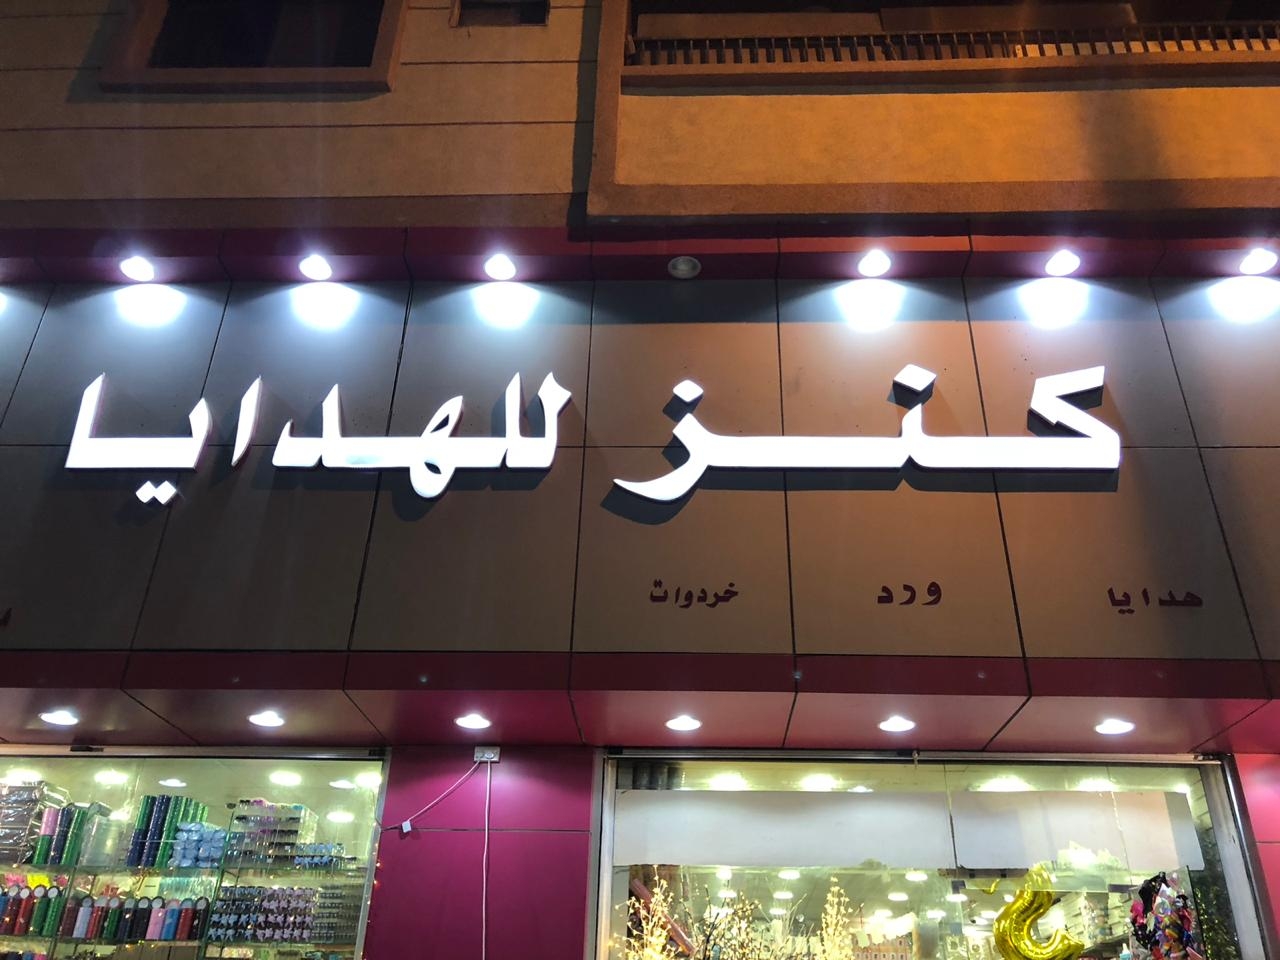 كنز للهدايا
هدايا ورد خردوات